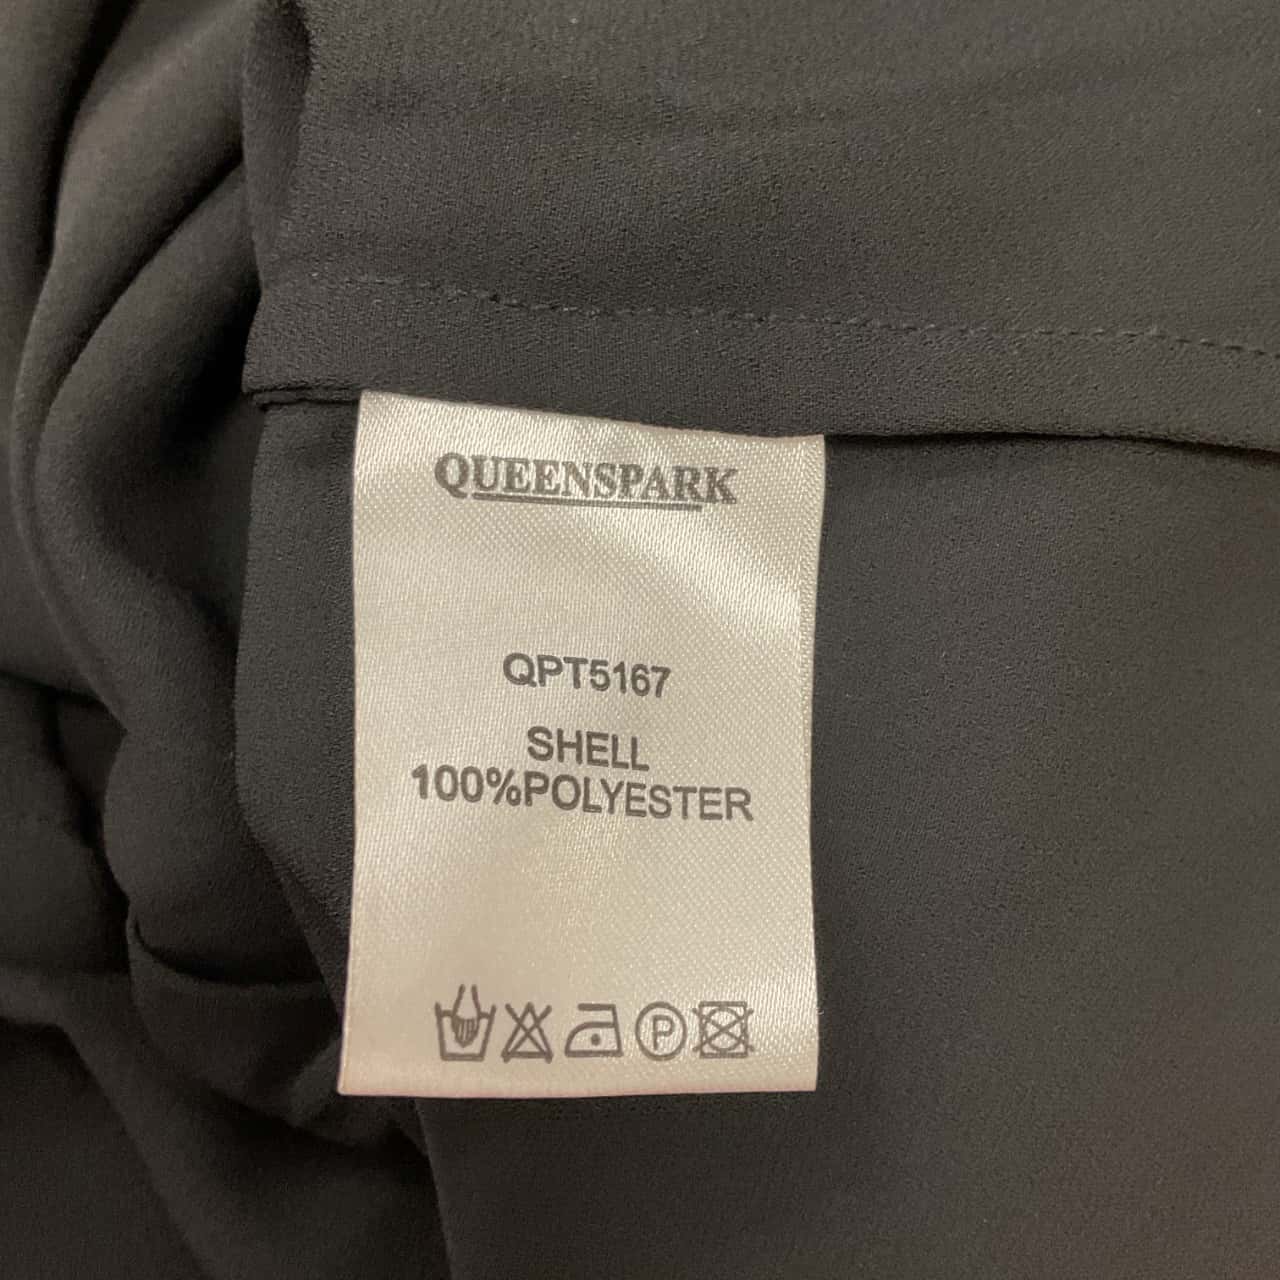 QUEENSPARK
QPT5167
SHELL
100%POLYESTER
P